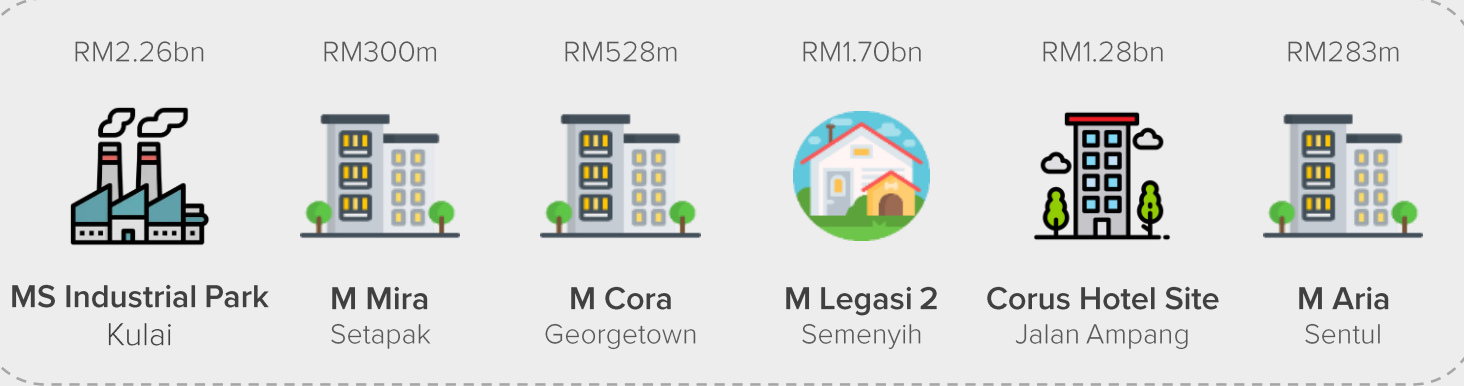 RM2.26bn
RM300m
RM528m
RM1.70bn
RM1.28bn
RM283m
MS Industrial Park
Kulai
M Mira
Setapak
M Cora
Georgetown
M Legasi 2
Semenyih
Corus Hotel Site
Jalan Ampang
M Aria
Sentul